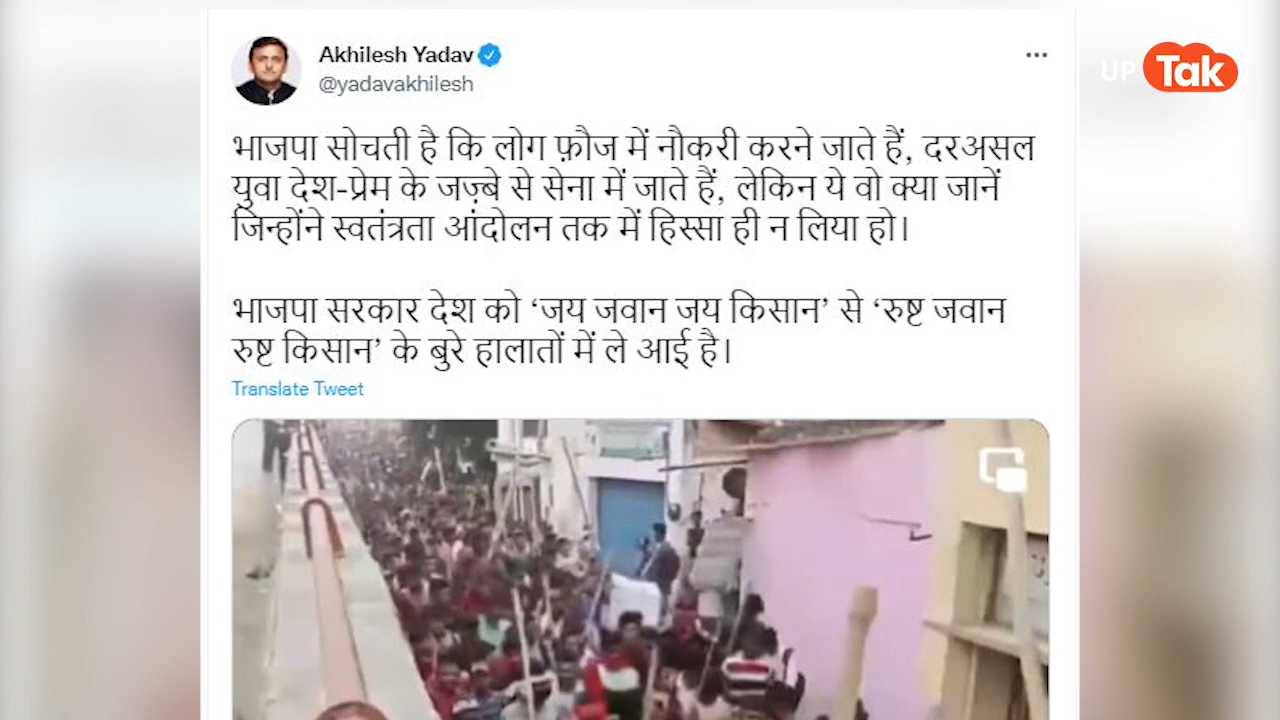 Akhilesh Yadav
@yadavakhilesh
UP Tak
भाजपा सोचती है कि लोग फ़ौज में नौकरी करने जाते हैं, दरअसल
युवा देश-प्रेम के जज़्बे से सेना में जाते हैं, लेकिन ये वो क्या जानें
जिन्होंने स्वतंत्रता आंदोलन तक में हिस्सा ही न लिया हो।
भाजपा सरकार देश को ‘जय जवान जय किसान’ से ‘रुष्ट जवान
रुष्ट किसान’ के बुरे हालातों में ले आई है।
Translate Tweet